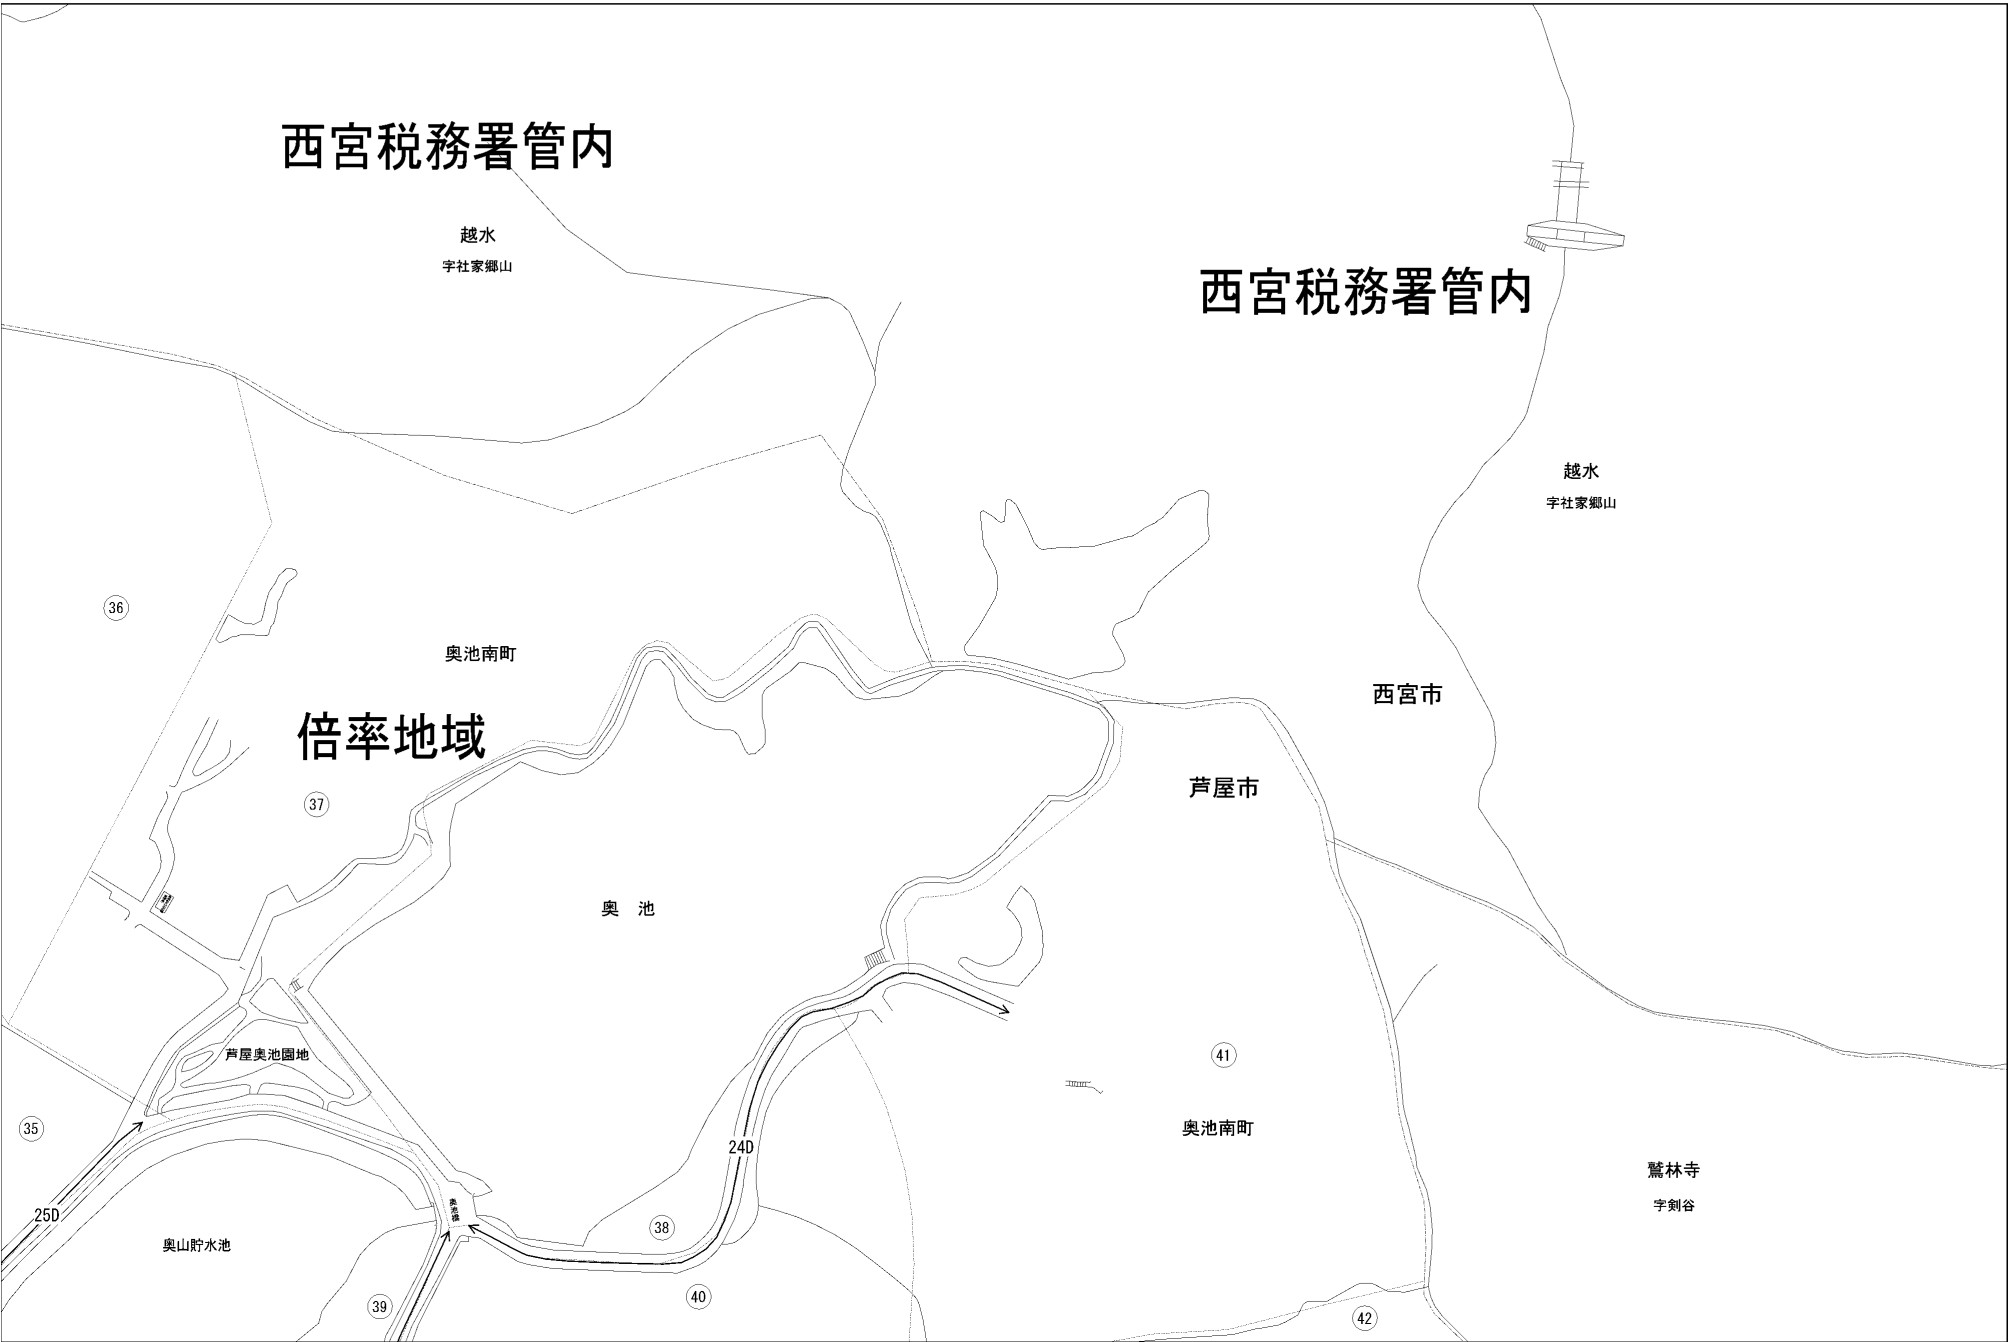 西宮税務署管内
越水
字社家郷山
西宮税務署管内
越水
字社家郷山
36
奥池南町
西宮市
倍率地域
芦屋市
37
奥　池
芦屋奥池園地
41
35
奥池南町
24D
鷲林寺
字剣谷
奥池橋
25D
38
奥山貯水池
40
39
42